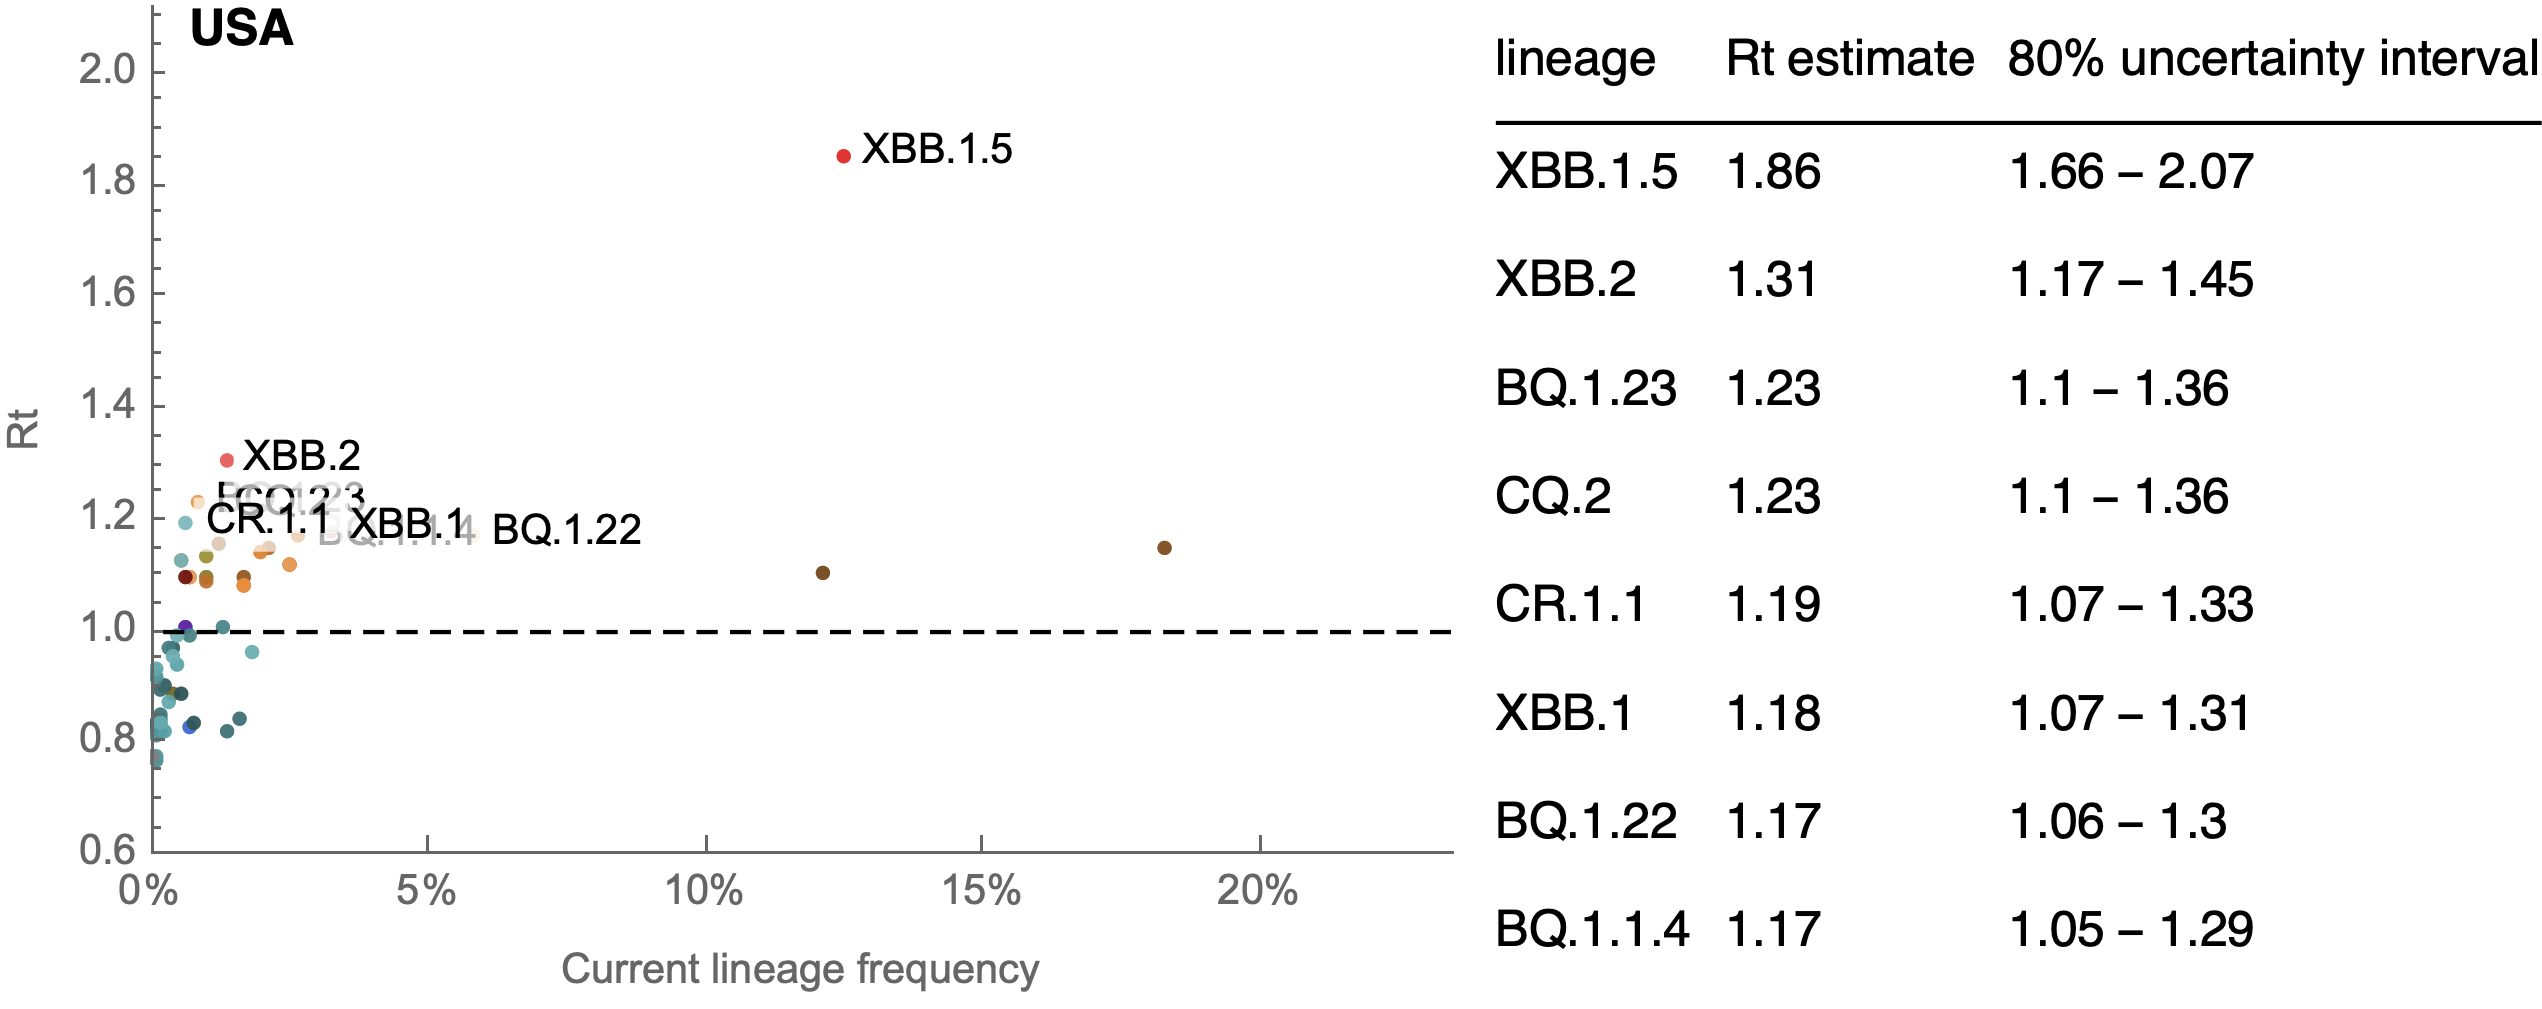 USA
2.0
1.8
1.6
1.4
1.2
1.0
0.8
0.6
Rt
XBB.1.5
XBB.2
CQ.2
CR.1.1
XBB.1
BQ.1.1.4
BQ.1.22
0%
5%
10%
15%
20%
Current lineage frequency
lineage Rt estimate 80% uncertainty interval
XBB.1.5 1.86 1.66 – 2.07
XBB.2 1.31 1.17 – 1.45
BQ.1.23 1.23 1.1 – 1.36
CQ.2 1.23 1.1 – 1.36
CR.1.1 1.19 1.07 – 1.33
XBB.1 1.18 1.07 – 1.31
BQ.1.22 1.17 1.06 – 1.3
BQ.1.1.4 1.17 1.05 – 1.29